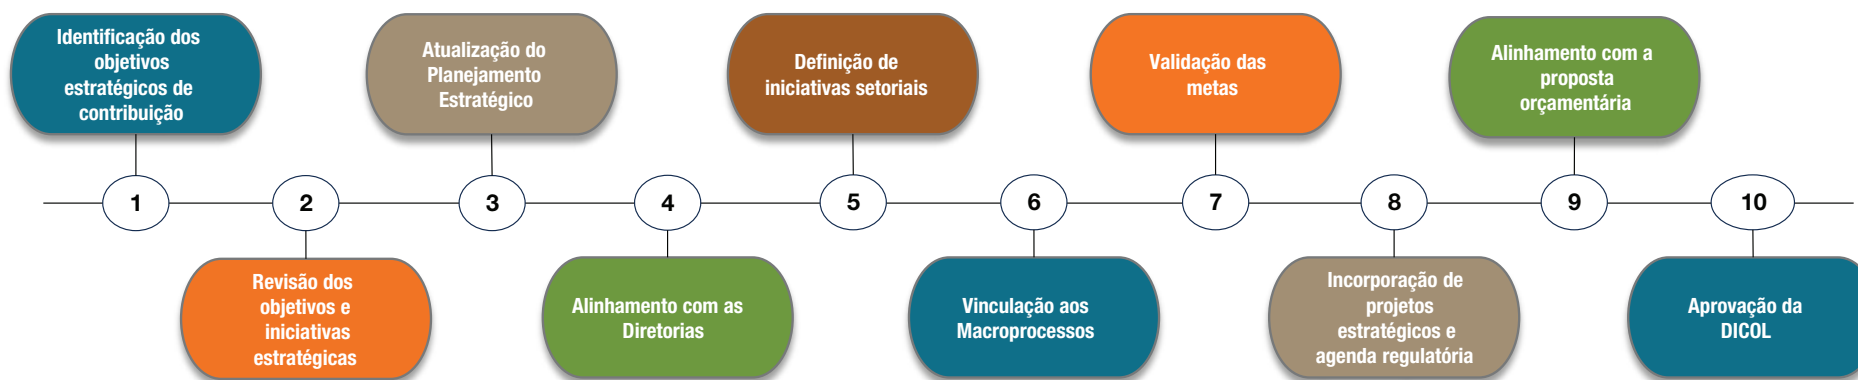 Identificação dos
objetivos
estratégicos de
contribuição
Atualização do
Planejamento
Estratégico
Definição de
iniciativas setoriais
Validação das
metas
Alinhamento com a
proposta
orçamentária
1
2
3
4
5
6
7
8
9
10
Revisão dos
objetivos e
iniciativas
estratégicas
Alinhamento com as
Diretorias
Vinculação aos
Macroprocessos
Incorporação de
projetos
estratégicos e
agenda regulatória
Aprovação da
DICOL